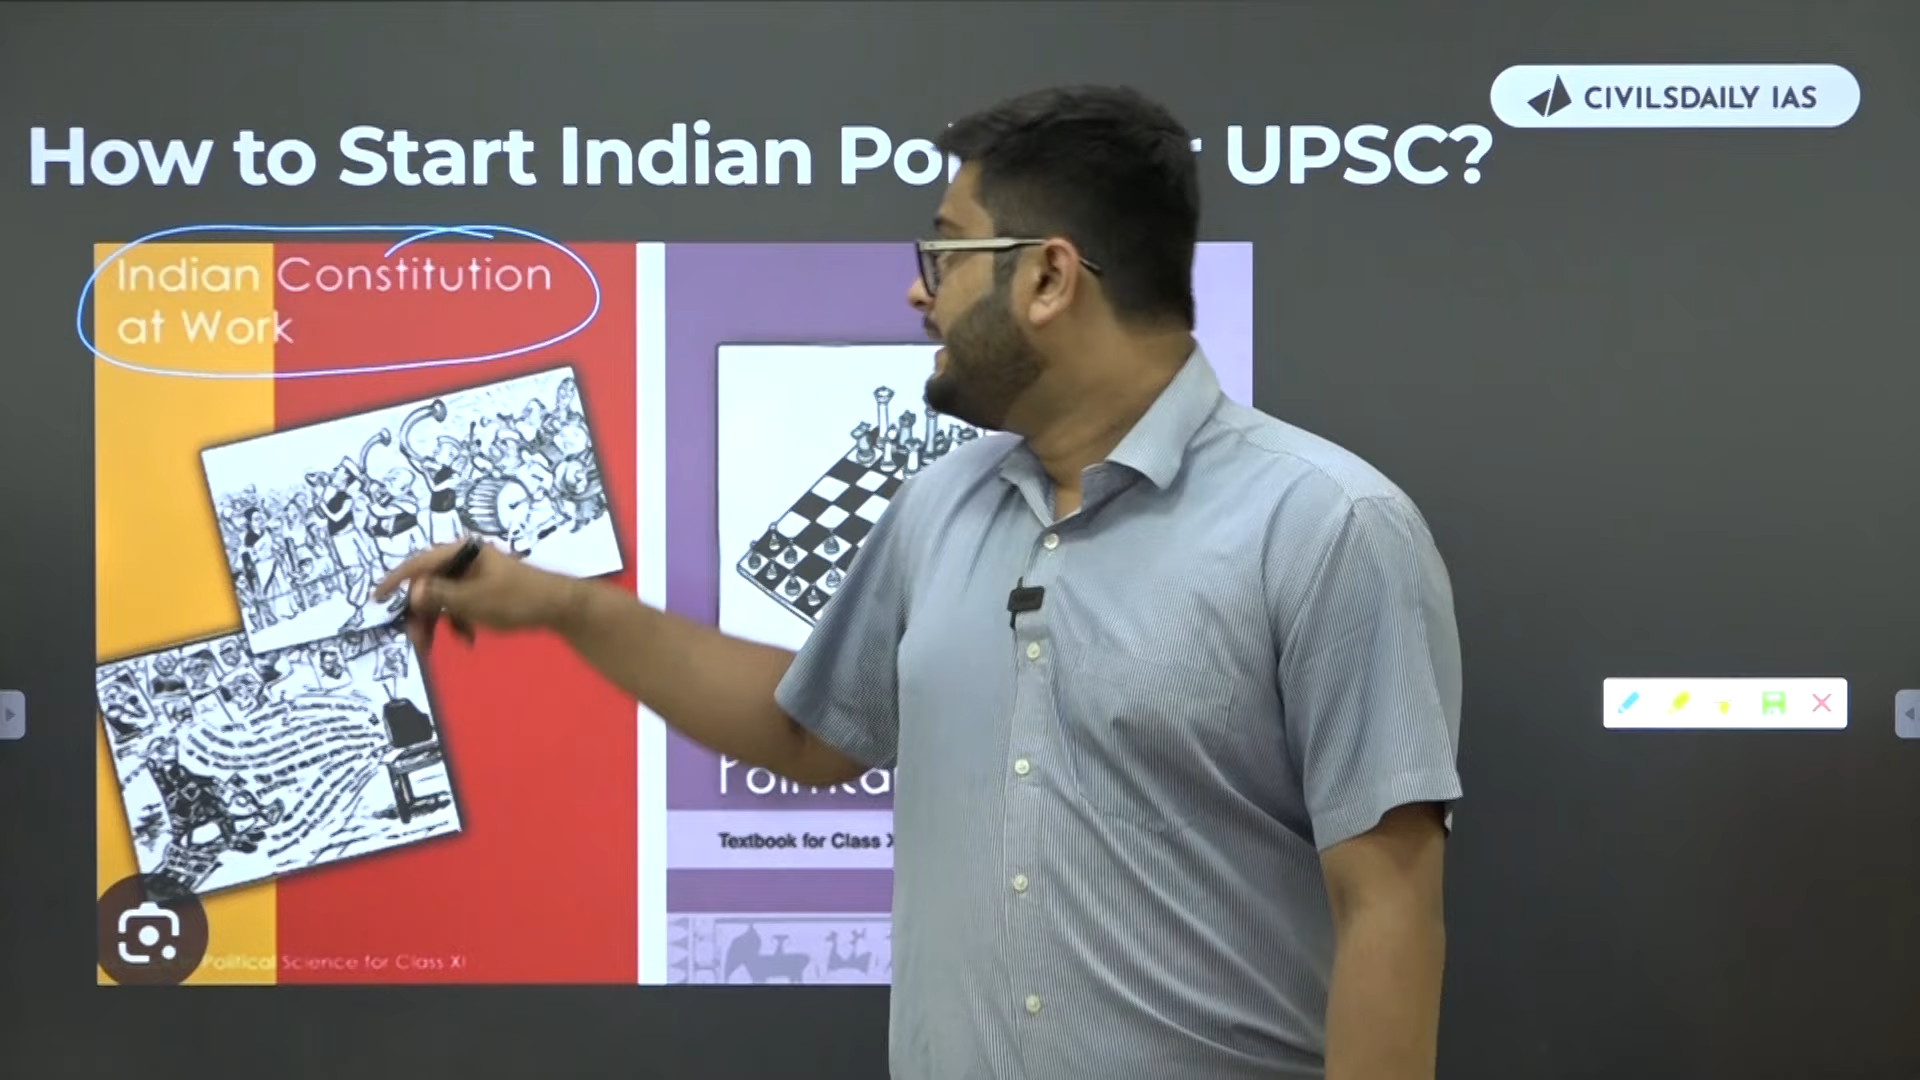 CIVILSDAILY IAS
How to Start Indian Pol UPSC?
Indian Constitution
at Work
Textbook for Class
Political Science for Class XI